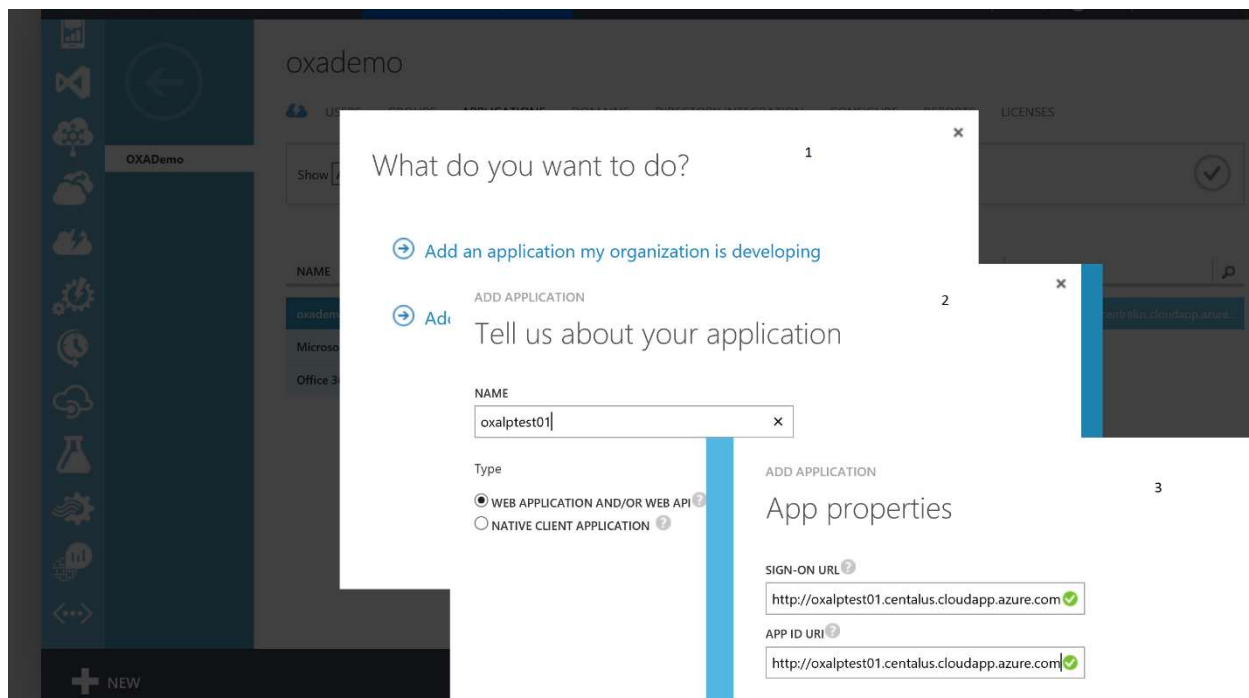 oxademo
APPLICATIONS
LICENSES
OXADemo
Show
What do you want to do?
1
Add an application my organization is developing
NAME
ADD APPLICATION
2
Tell us about your application
NAME
oxalptest01
Type
WEB APPLICATION AND/OR WEB API
NATIVE CLIENT APPLICATION
ADD APPLICATION
3
App properties
SIGN-ON URL
http://oxalptest01.centalus.cloudapp.azure.com
APP ID URI
http://oxalptest01.centalus.cloudapp.azure.com
NEW